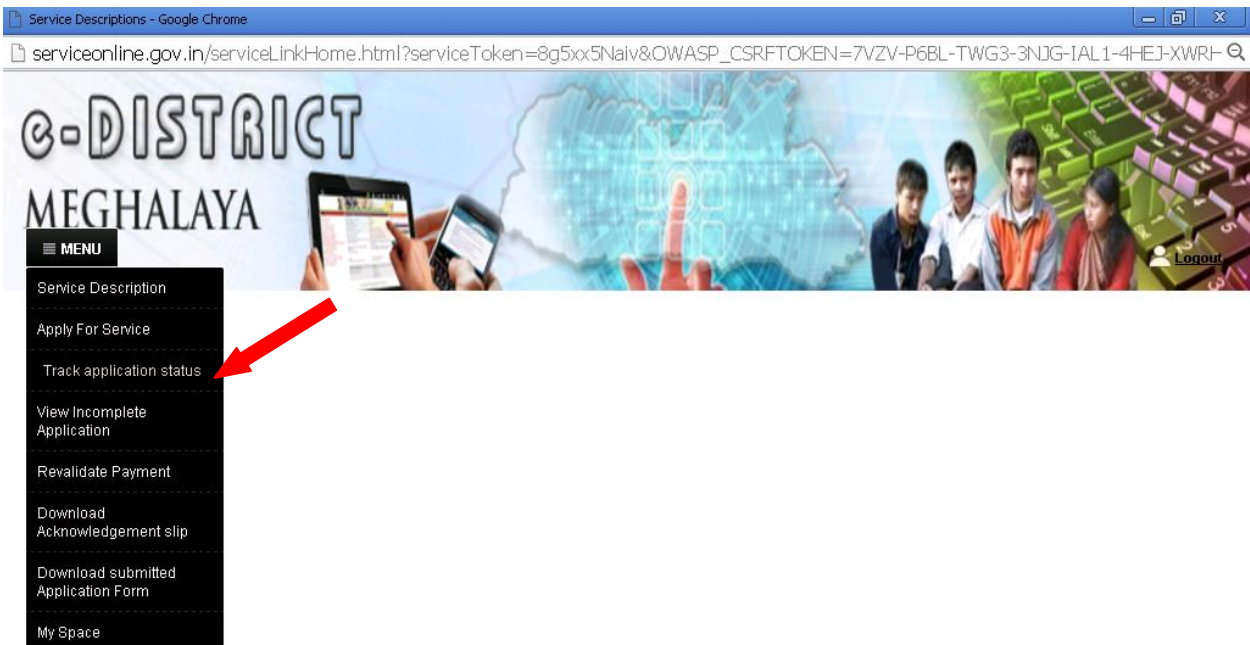 Service Descriptions - Google Chrome
serviceonline.gov.in/serviceLinkHome.html?serviceToken=8g5xx5Naiv&OWASP_CSRFTOKEN=7VZV-P6BL-TWG3-3NJG-IAL1-4HEJ-XWRH
e-DISTRICT
MEGHALAYA
MENU
Logout
Service Description
Apply For Service
Track application status
View Incomplete
Application
Revalidate Payment
Download
Acknowledgement slip
Download submitted
Application Form
My Space